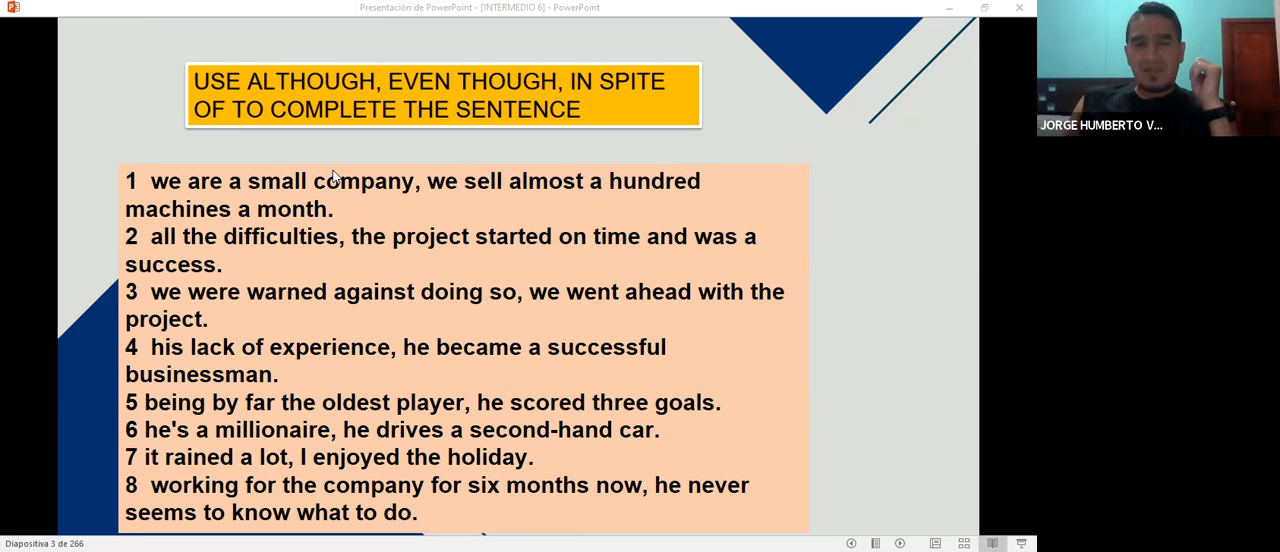 Presentación de PowerPoint - [INTERMEDIO 6] - PowerPoint
USE ALTHOUGH, EVEN THOUGH, IN SPITE
OF TO COMPLETE THE SENTENCE
JORGE HUMBERTO V...
1 we are a small company, we sell almost a hundred
machines a month.
2 all the difficulties, the project started on time and was a
success.
3 we were warned against doing so, we went ahead with the
project.
4 his lack of experience, he became a successful
businessman.
5 being by far the oldest player, he scored three goals.
6 he's a millionaire, he drives a second-hand car.
7 it rained a lot, I enjoyed the holiday.
8 working for the company for six months now, he never
seems to know what to do.
Diapositiva 3 de 266